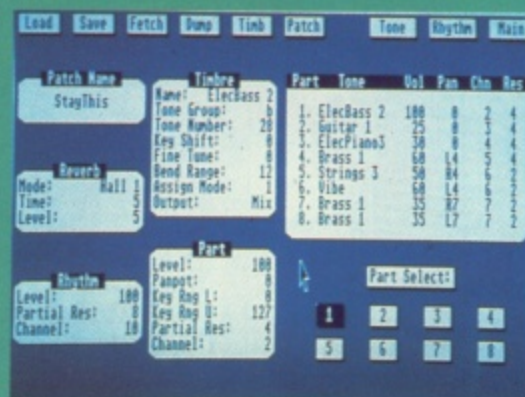 Load Save Fetch Dump Timb Patch Tone Rhythm Main
Patch Name
StayThis
Reverb
Mode: Hall 1
Time: 5
Level: 5
Rhythm
Level: 100
Partial Res: 8
Channel: 10
Timbre
Name: ElecBass 2
Tone Group: b
Tone Number: 28
Key Shift: 0
Fine Tune: 0
Bend Range: 12
Assign Mode: 1
Output: Mix
Part
Level: 100
Panpot: 0
Key Rng L: 0
Key Rng U: 127
Partial Res: 4
Channel: 2
Part Tone Vol Pan Chn Res
1. ElecBass 2 100 0 2 4
2. Guitar 1 25 0 3 4
3. ElecPiano3 30 0 4 4
4. Brass 1 60 L4 5 4
5. Strings 3 50 R4 6 2
6. Vibe 60 L4 6 2
7. Brass 1 35 R7 7 2
8. Brass 1 35 L7 7 2
Part Select:
1 2 3 4
5 6 7 8